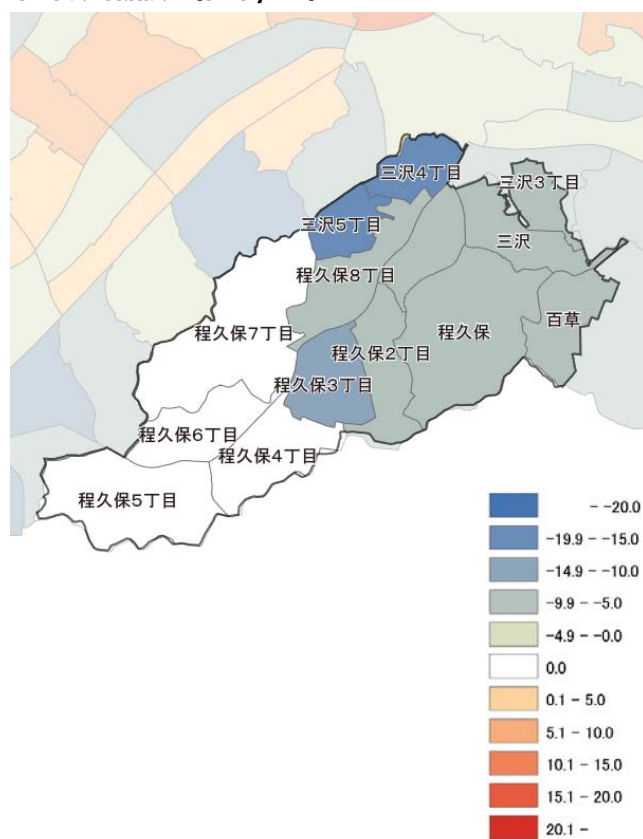 三沢4丁目
三沢3丁目
三沢5丁目
三沢
程久保8丁目
百草
程久保7丁目
程久保
程久保2丁目
程久保3丁目
程久保6丁目
程久保4丁目
程久保5丁目
- -20.0
-19.9 - -15.0
-14.9 - -10.0
-9.9 - -5.0
-4.9 - -0.0
0.0
0.1 - 5.0
5.1 - 10.0
10.1 - 15.0
15.1 - 20.0
20.1 -